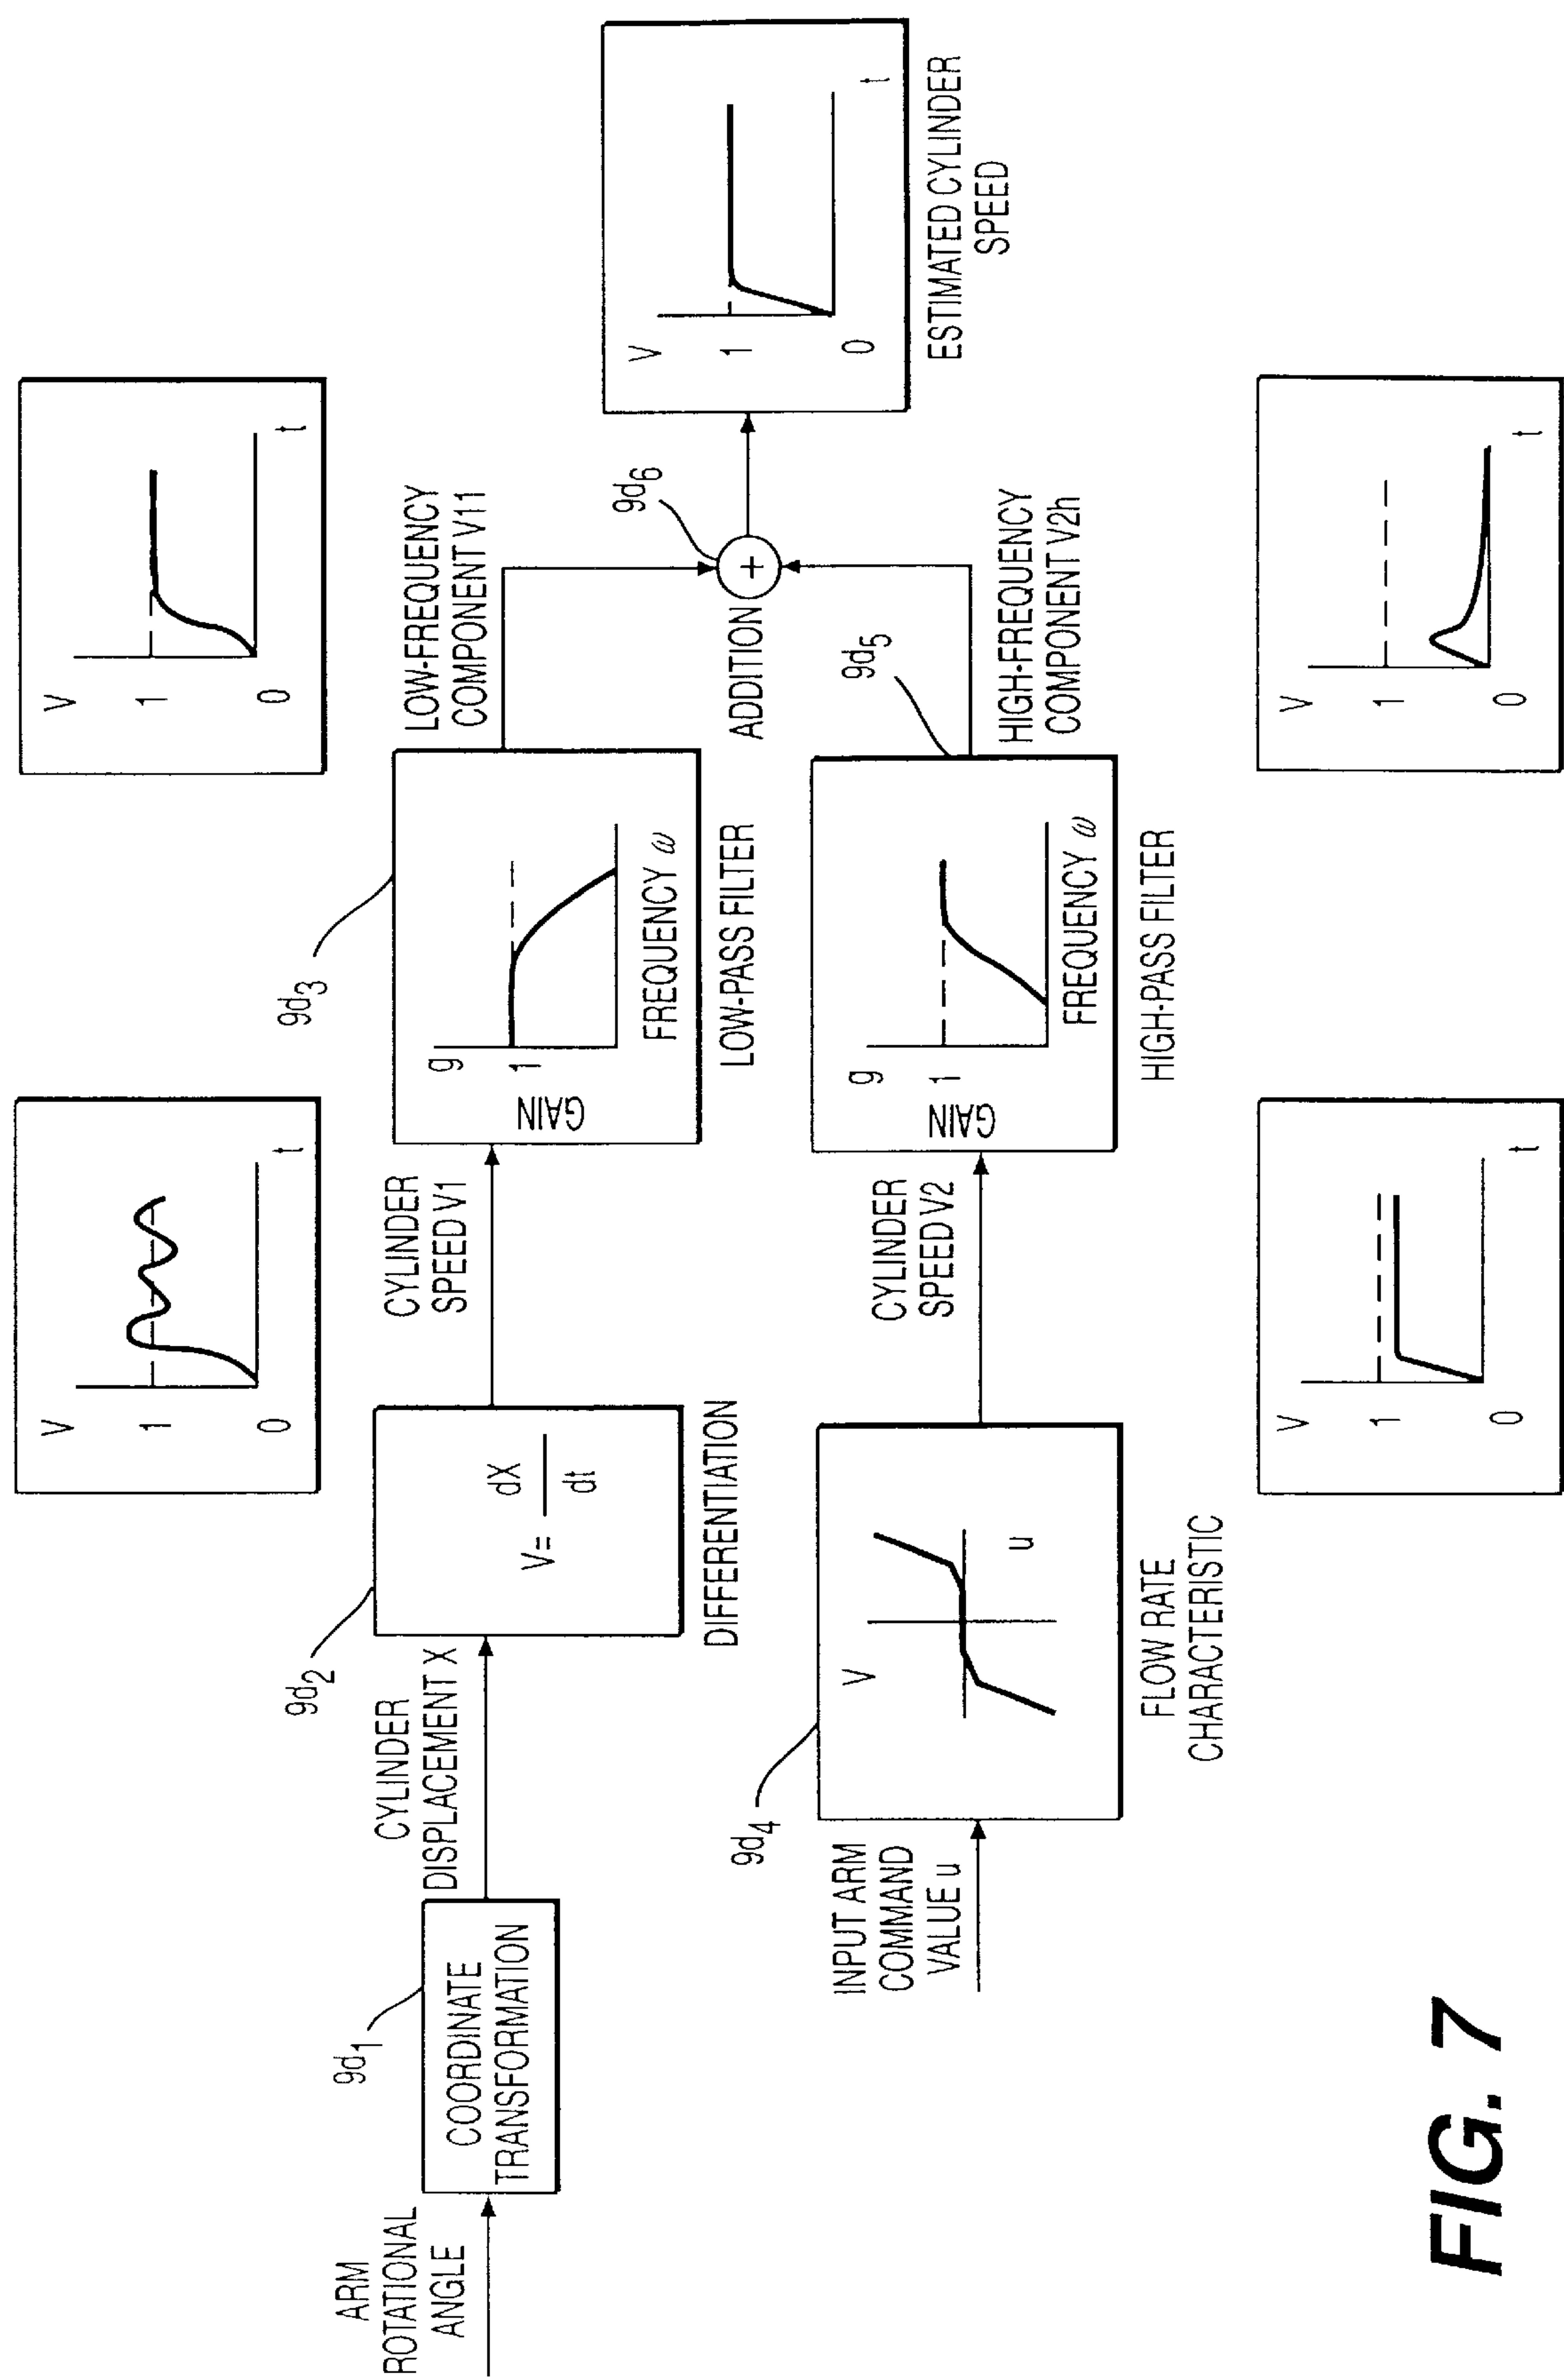 V
1
0
t
V
1
0
t
ARM
ROTATIONAL
ANGLE
9d1
COORDINATE
TRANSFORMATION
CYLINDER
DISPLACEMENT X
9d2
V= dX
dt
DIFFERENTIATION
CYLINDER
SPEED V1
9d3
g
1
GAIN
FREQUENCY ω
LOW-PASS FILTER
LOW-FREQUENCY
COMPONENT V11
9d6
+
ADDITION
V
1
0
t
ESTIMATED CYLINDER
SPEED
INPUT ARM
COMMAND
VALUE u
9d4
V
u
FLOW RATE
CHARACTERISTIC
CYLINDER
SPEED V2
9d5
g
1
GAIN
FREQUENCY ω
HIGH-PASS FILTER
HIGH-FREQUENCY
COMPONENT V2h
V
1
0
t
V
1
0
t
FIG. 7